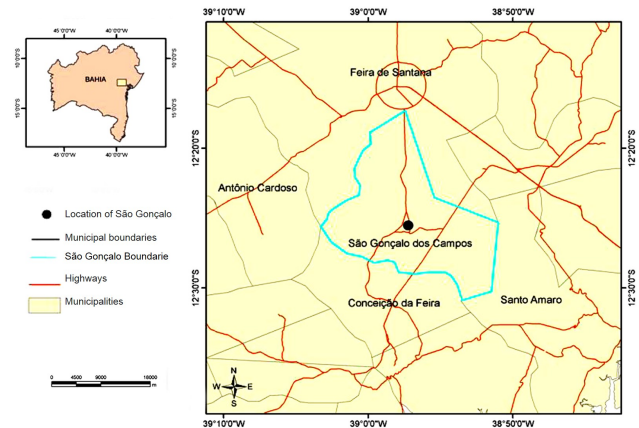 39°10'0"W 39°0'0"W 38°50'0"W
45°0'0"W 40°0'0"W
10°0'0"S 10°0'0"S
BAHIA
15°0'0"S 15°0'0"S
45°0'0"W 40°0'0"W
Feira de Santana
12°20'0"S 12°20'0"S
Antônio Cardoso
Location of São Gonçalo
Municipal boundaries
São Gonçalo Boundarie
Highways
Municipalities
São Gonçalo dos Campos
12°30'0"S 12°30'0"S
Conceição da Feira
Santo Amaro
0 4500 9000 18000
m
N
W E
S
39°10'0"W 39°0'0"W 38°50'0"W